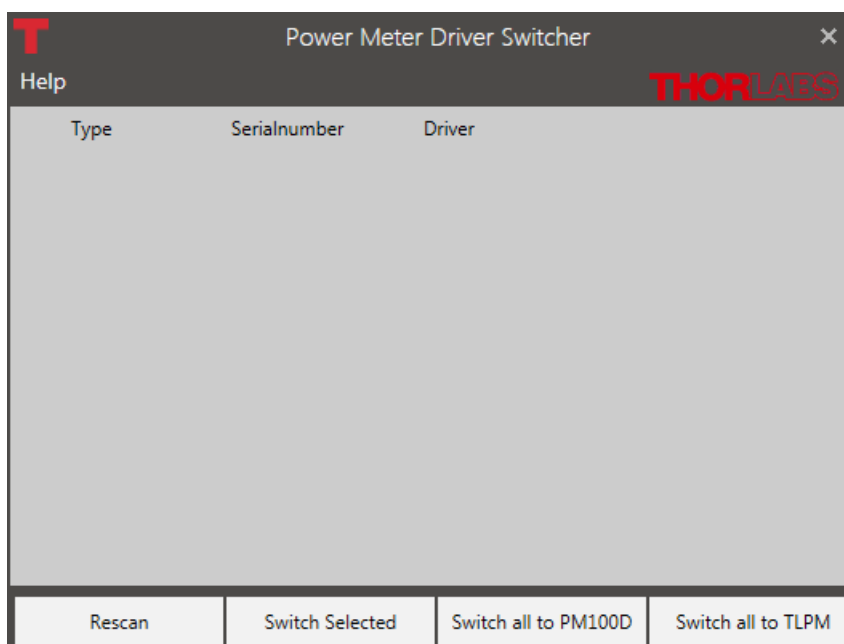 Power Meter Driver Switcher
Help
THORLABS
Type Serialnumber Driver
Rescan Switch Selected Switch all to PM100D Switch all to TLPM